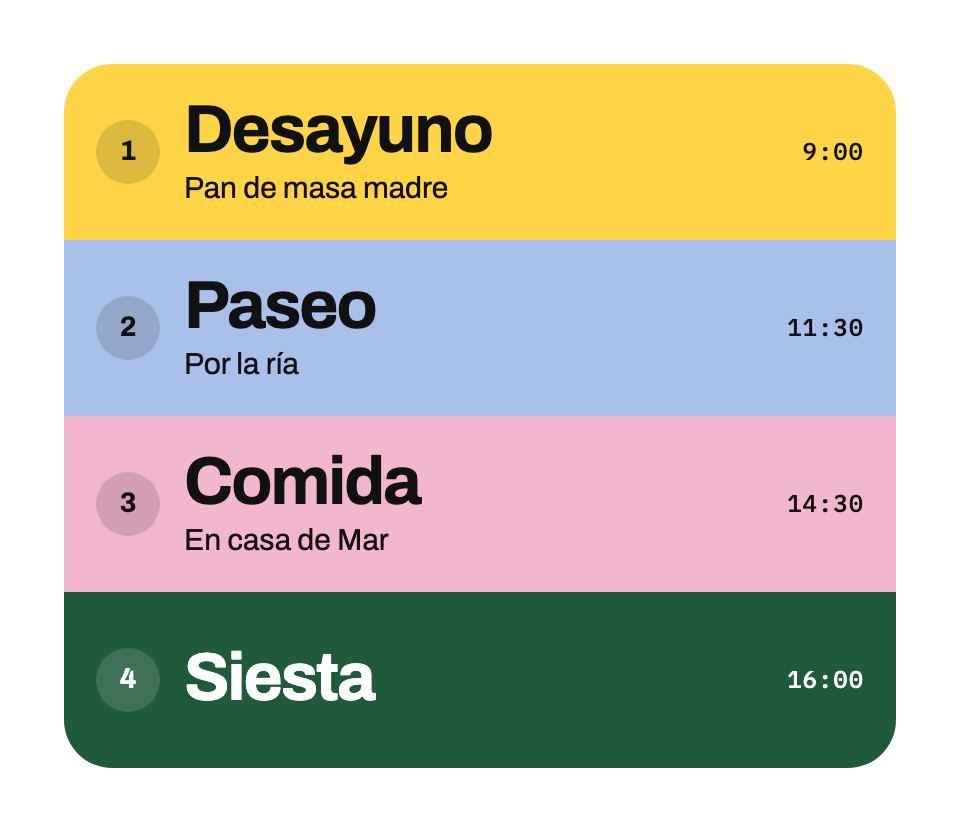 1
Desayuno
Pan de masa madre
9:00
2
Paseo
Por la ría
11:30
3
Comida
En casa de Mar
14:30
4
Siesta
16:00